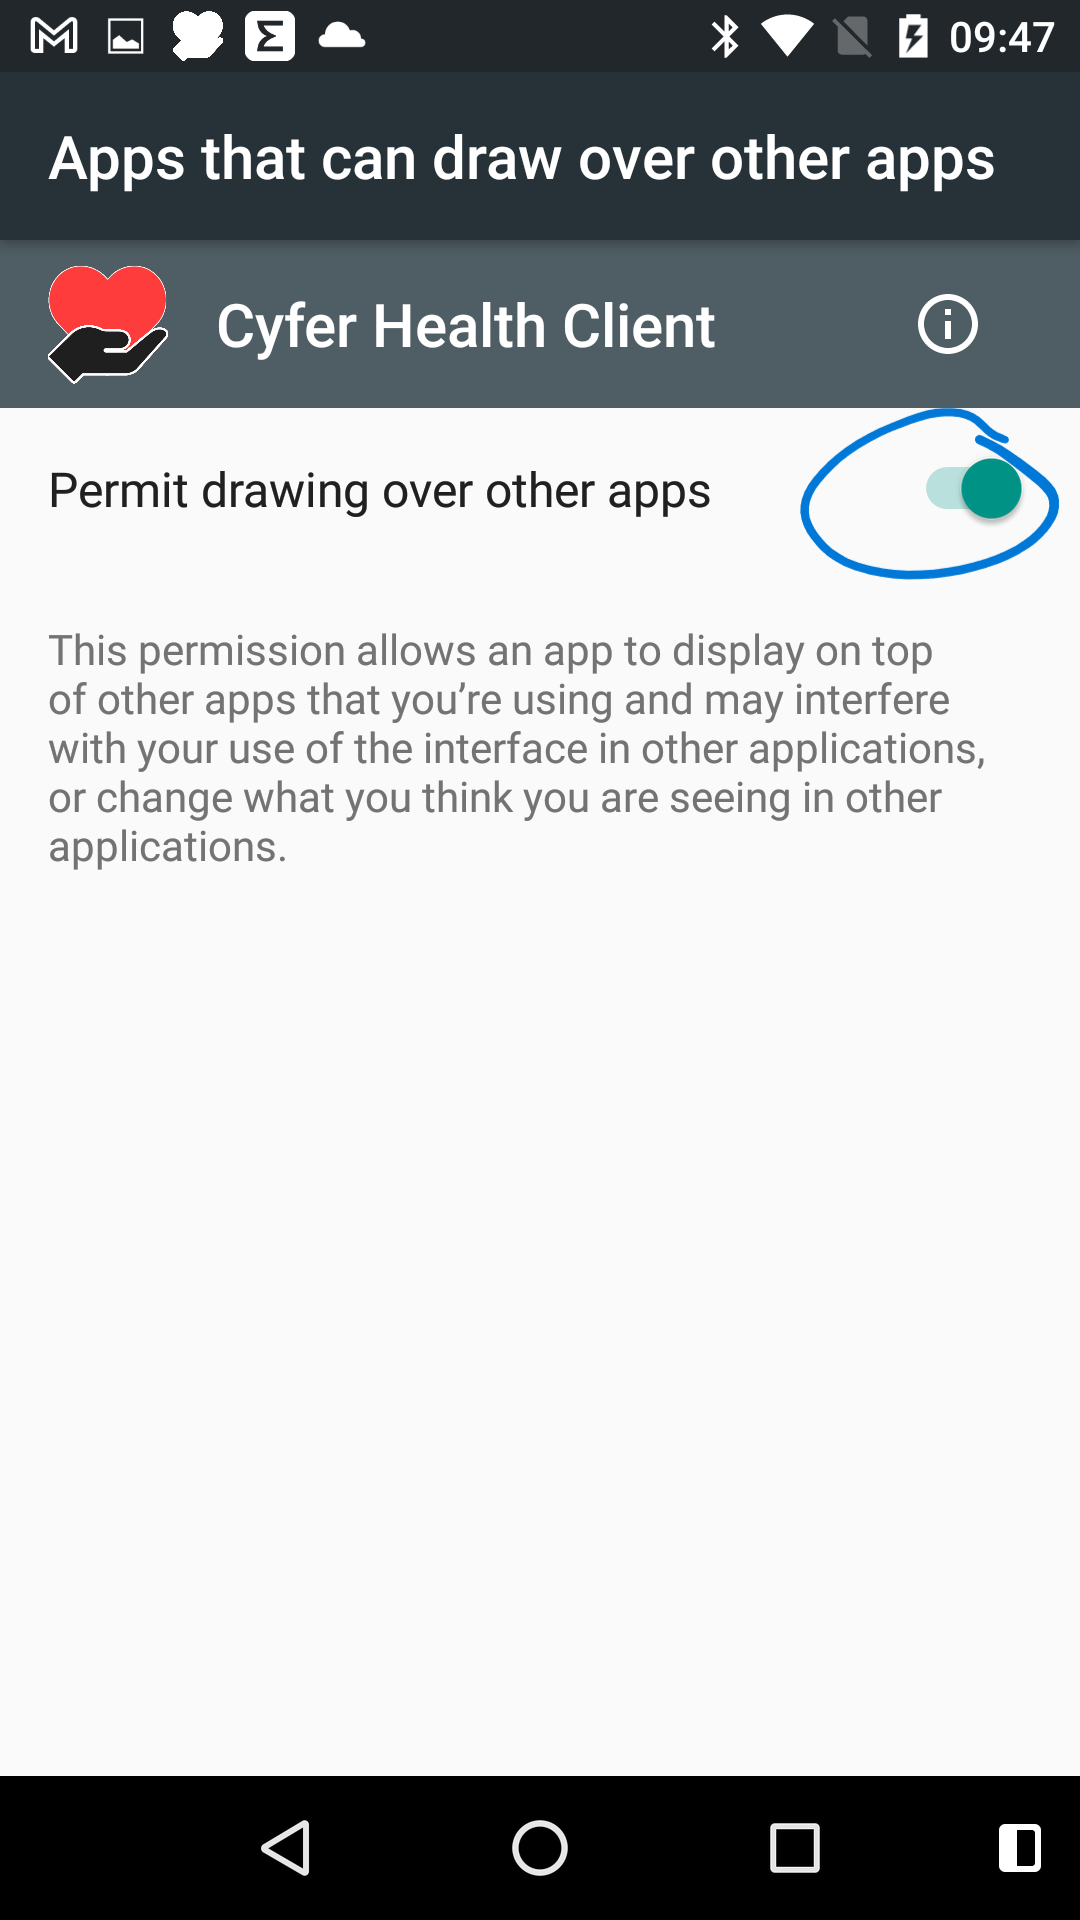 09:47
Apps that can draw over other apps
Cyfer Health Client
Permit drawing over other apps
This permission allows an app to display on top
of other apps that you’re using and may interfere
with your use of the interface in other applications,
or change what you think you are seeing in other
applications.